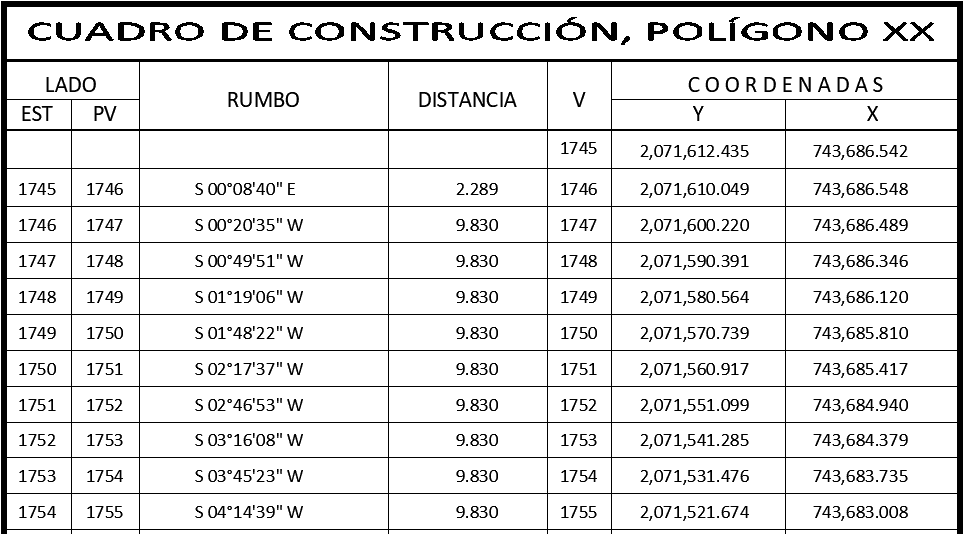 CUADRO DE CONSTRUCCIÓN, POLÍGONO XX
LADO RUMBO DISTANCIA V COORDENADAS
EST PV Y X
1745 2,071,612.435 743,686.542
1745 1746 S 00°08'40" E 2.289 1746 2,071,610.049 743,686.548
1746 1747 S 00°20'35" W 9.830 1747 2,071,600.220 743,686.489
1747 1748 S 00°49'51" W 9.830 1748 2,071,590.391 743,686.346
1748 1749 S 01°19'06" W 9.830 1749 2,071,580.564 743,686.120
1749 1750 S 01°48'22" W 9.830 1750 2,071,570.739 743,685.810
1750 1751 S 02°17'37" W 9.830 1751 2,071,560.917 743,685.417
1751 1752 S 02°46'53" W 9.830 1752 2,071,551.099 743,684.940
1752 1753 S 03°16'08" W 9.830 1753 2,071,541.285 743,684.379
1753 1754 S 03°45'23" W 9.830 1754 2,071,531.476 743,683.735
1754 1755 S 04°14'39" W 9.830 1755 2,071,521.674 743,683.008